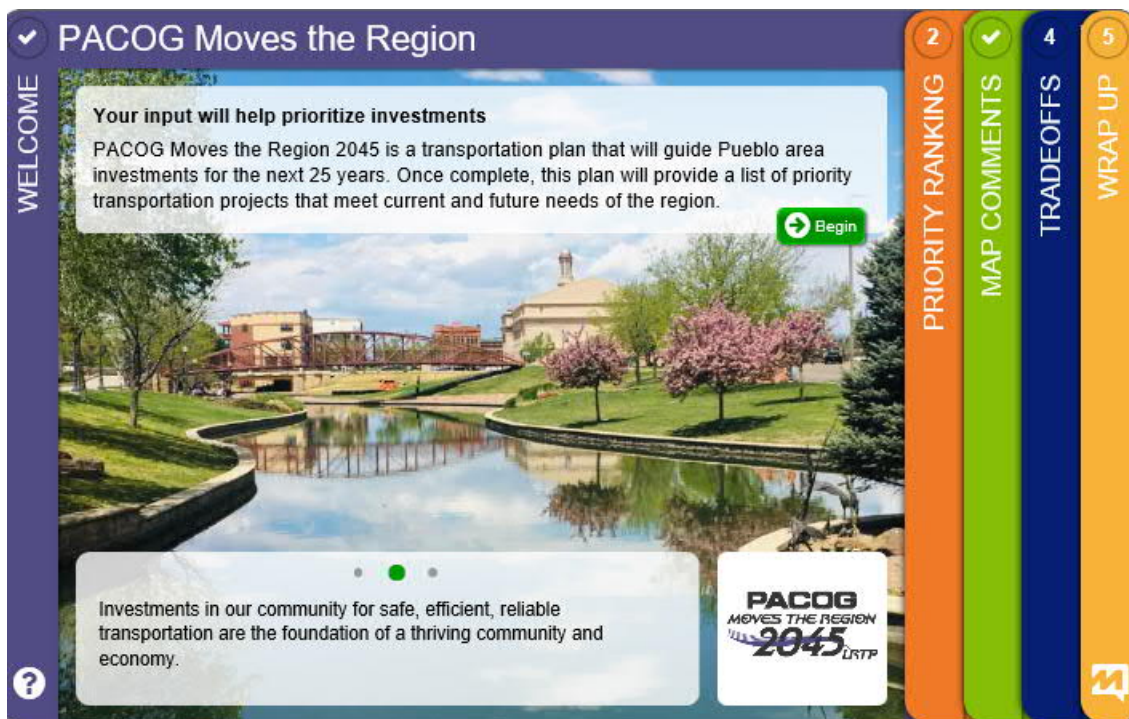 PACOG Moves the Region
WELCOME
Your input will help prioritize investments
PACOG Moves the Region 2045 is a transportation plan that will guide Pueblo area
investments for the next 25 years. Once complete, this plan will provide a list of priority
transportation projects that meet current and future needs of the region.
Begin
Investments in our community for safe, efficient, reliable
transportation are the foundation of a thriving community and
economy.
PACOG
MOVES THE REGION
2045 LRTP
?
2
PRIORITY RANKING
MAP COMMENTS
4
TRADEOFFS
5
WRAP UP